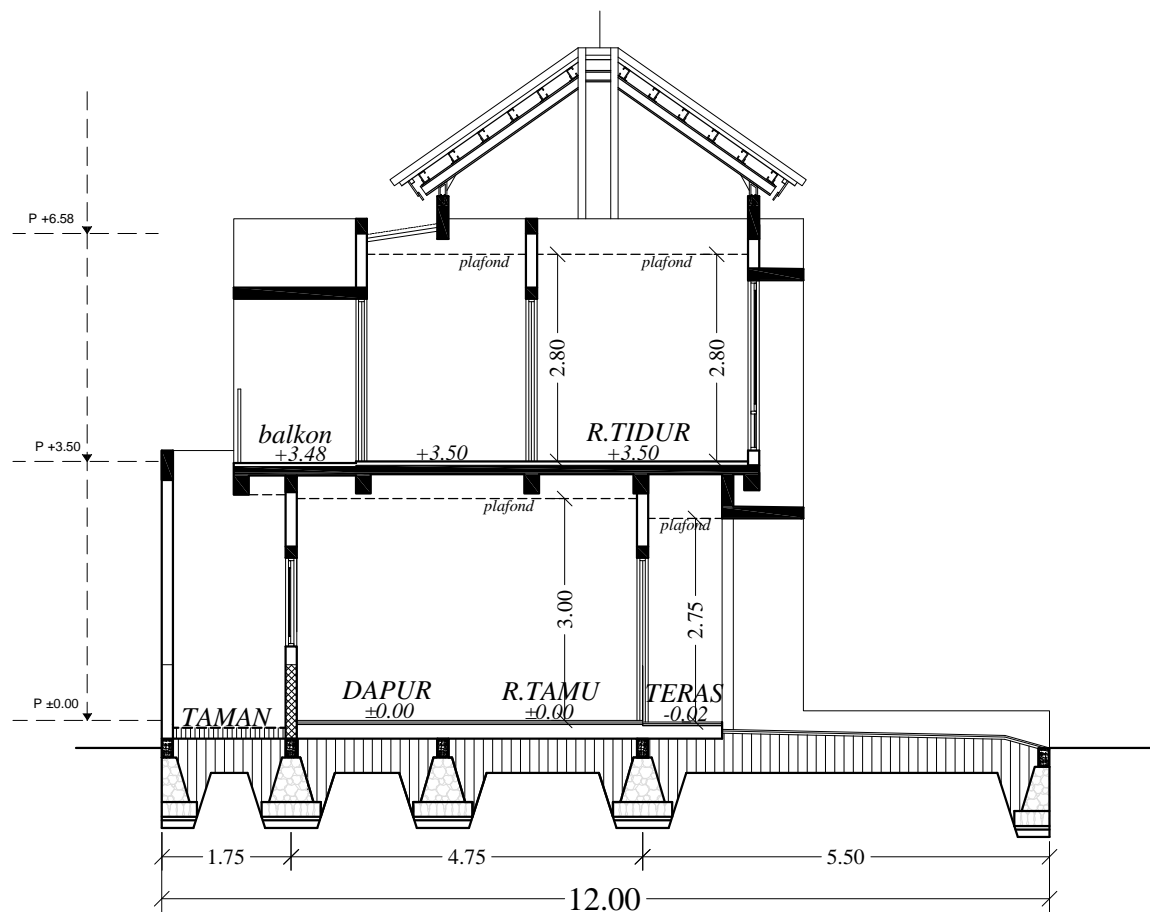 P +6.58
plafond
plafond
2.80
2.80
P +3.50
balkon
+3.48
+3.50
R.TIDUR
+3.50
plafond
plafond
3.00
2.75
P ±0.00
TAMAN
DAPUR
±0.00
R.TAMU
±0.00
TERAS
-0.02
1.75
4.75
5.50
12.00